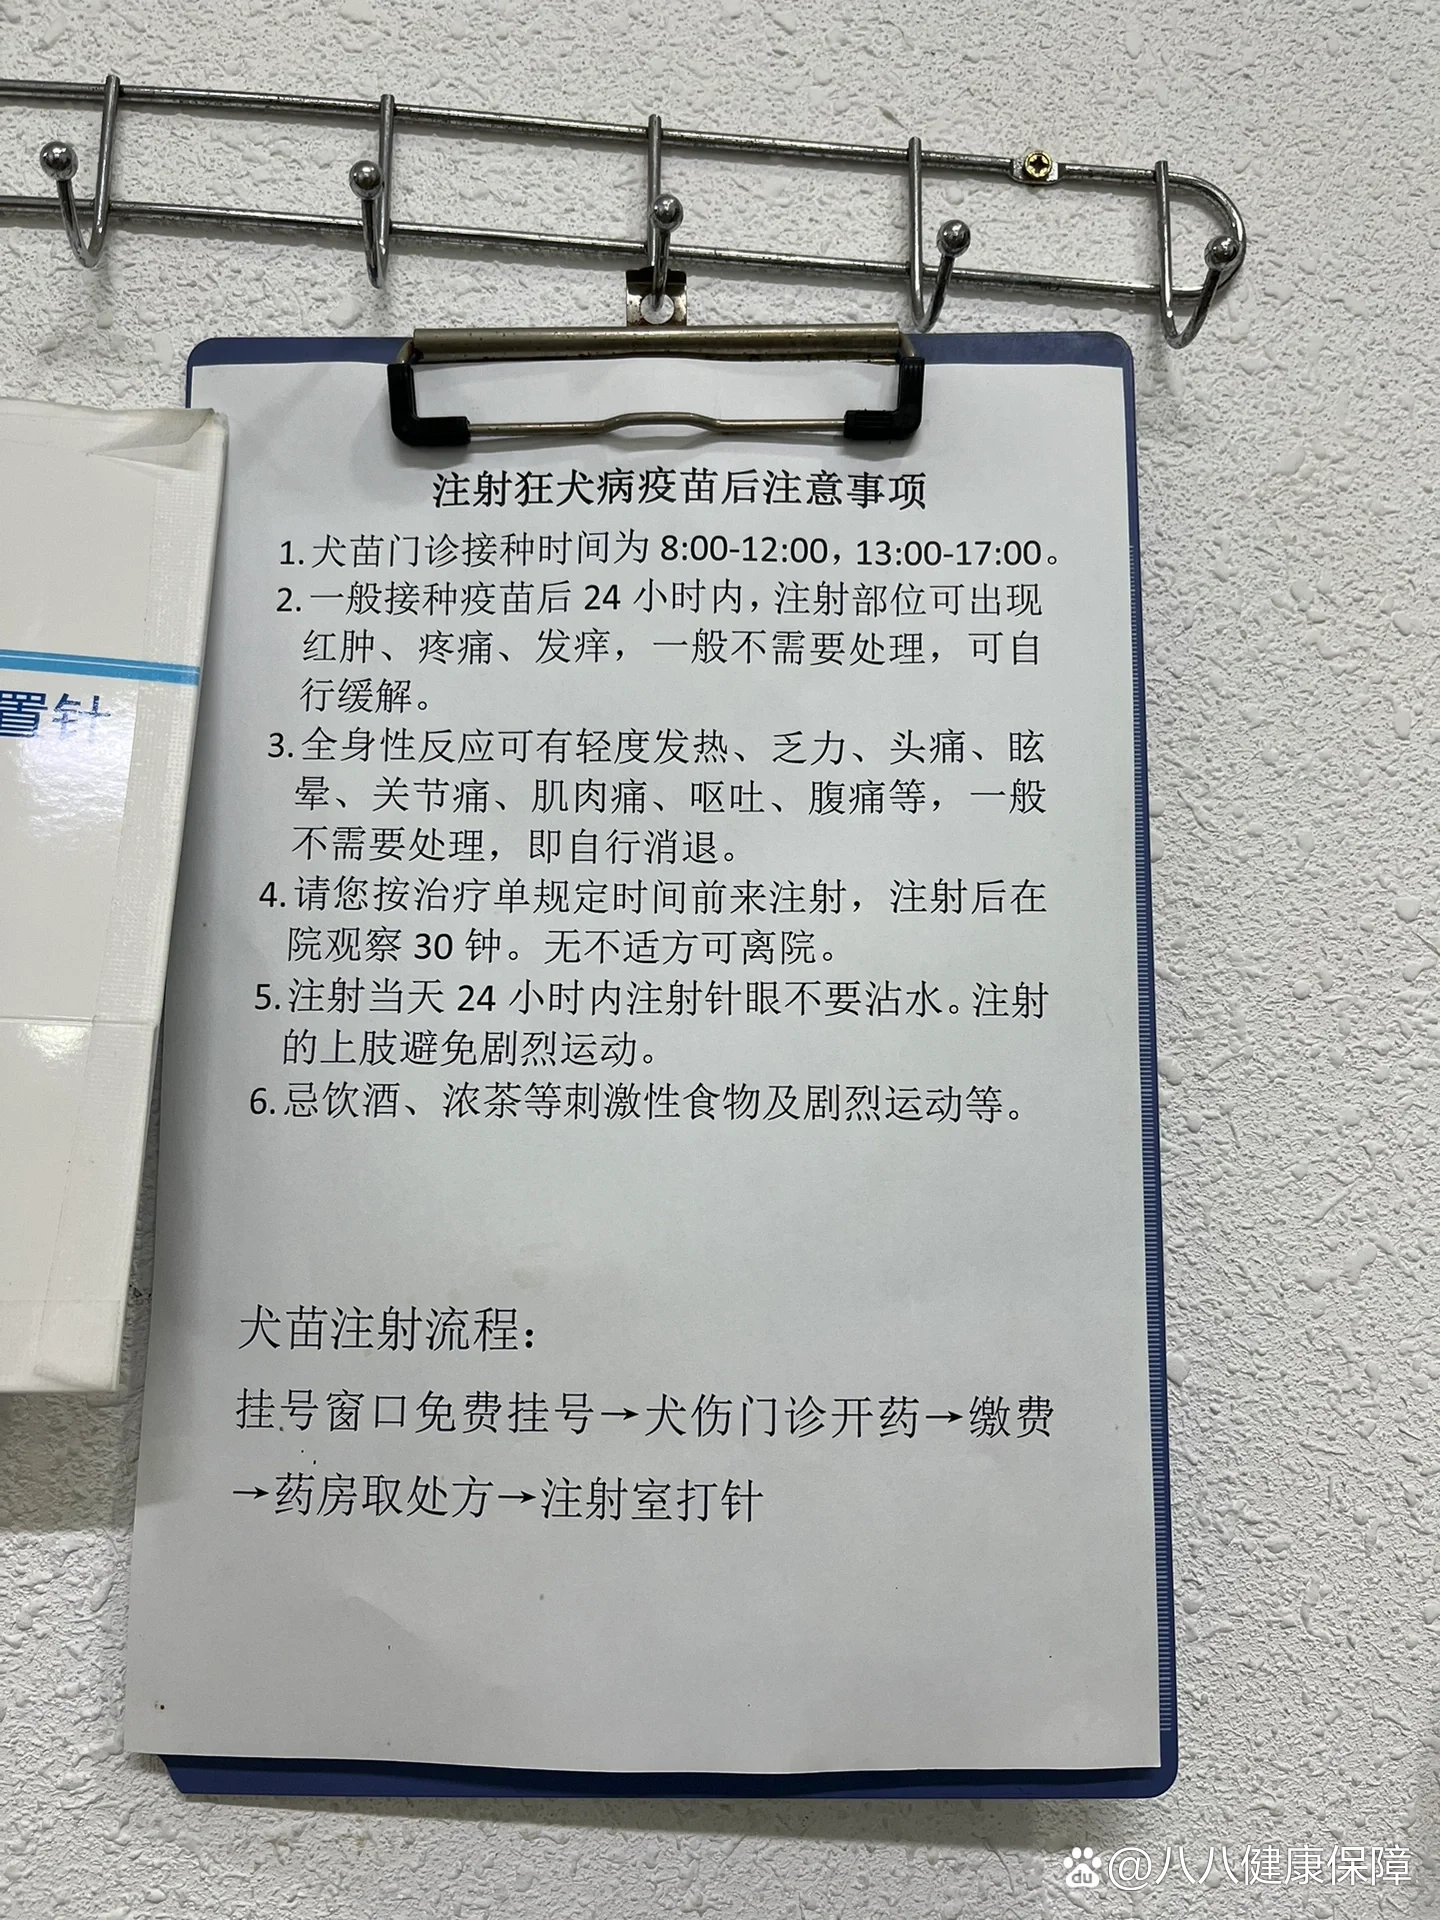 注射狂犬病疫苗后注意事项
1.犬苗门诊接种时间为 8:00-12:00，13:00-17:00。
2.一般接种疫苗后 24 小时内，注射部位可出现
红肿、疼痛、发痒，一般不需要处理，可自
行缓解。
3.全身性反应可有轻度发热、乏力、头痛、眩
晕、关节痛、肌肉痛、呕吐、腹痛等，一般
不需要处理，即自行消退。
4.请您按治疗单规定时间前来注射，注射后在
院观察 30 钟。无不适方可离院。
5.注射当天 24 小时内注射针眼不要沾水。注射
的上肢避免剧烈运动。
6.忌饮酒、浓茶等刺激性食物及剧烈运动等。
犬苗注射流程：
挂号窗口免费挂号→犬伤门诊开药→缴费
→药房取处方→注射室打针
置针
@八八健康保障